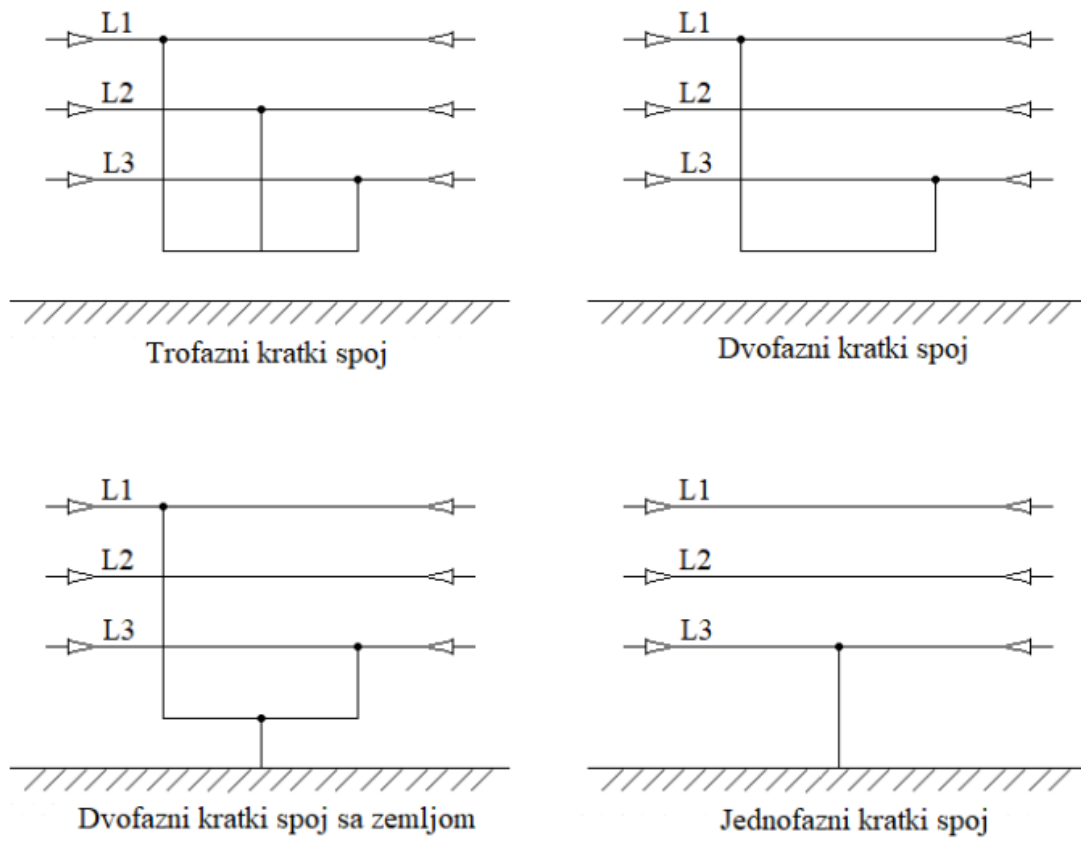 L1
L2
L3
Trofazni kratki spoj
L1
L2
L3
Dvofazni kratki spoj
L1
L2
L3
Dvofazni kratki spoj sa zemljom
L1
L2
L3
Jednofazni kratki spoj